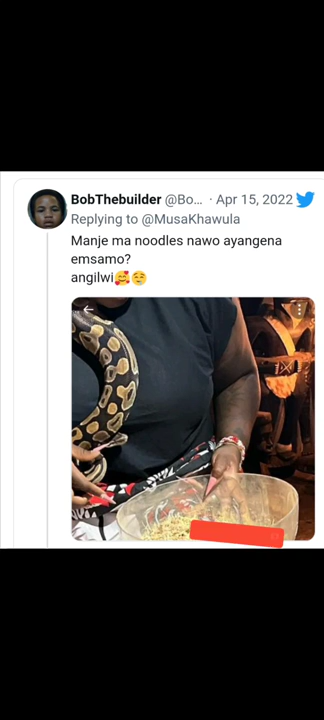 BobThebuilder @Bo... · Apr 15, 2022
Replying to @MusaKhawula
Manje ma noodles nawo ayangena
emsamo?
angilwi🥰☺️